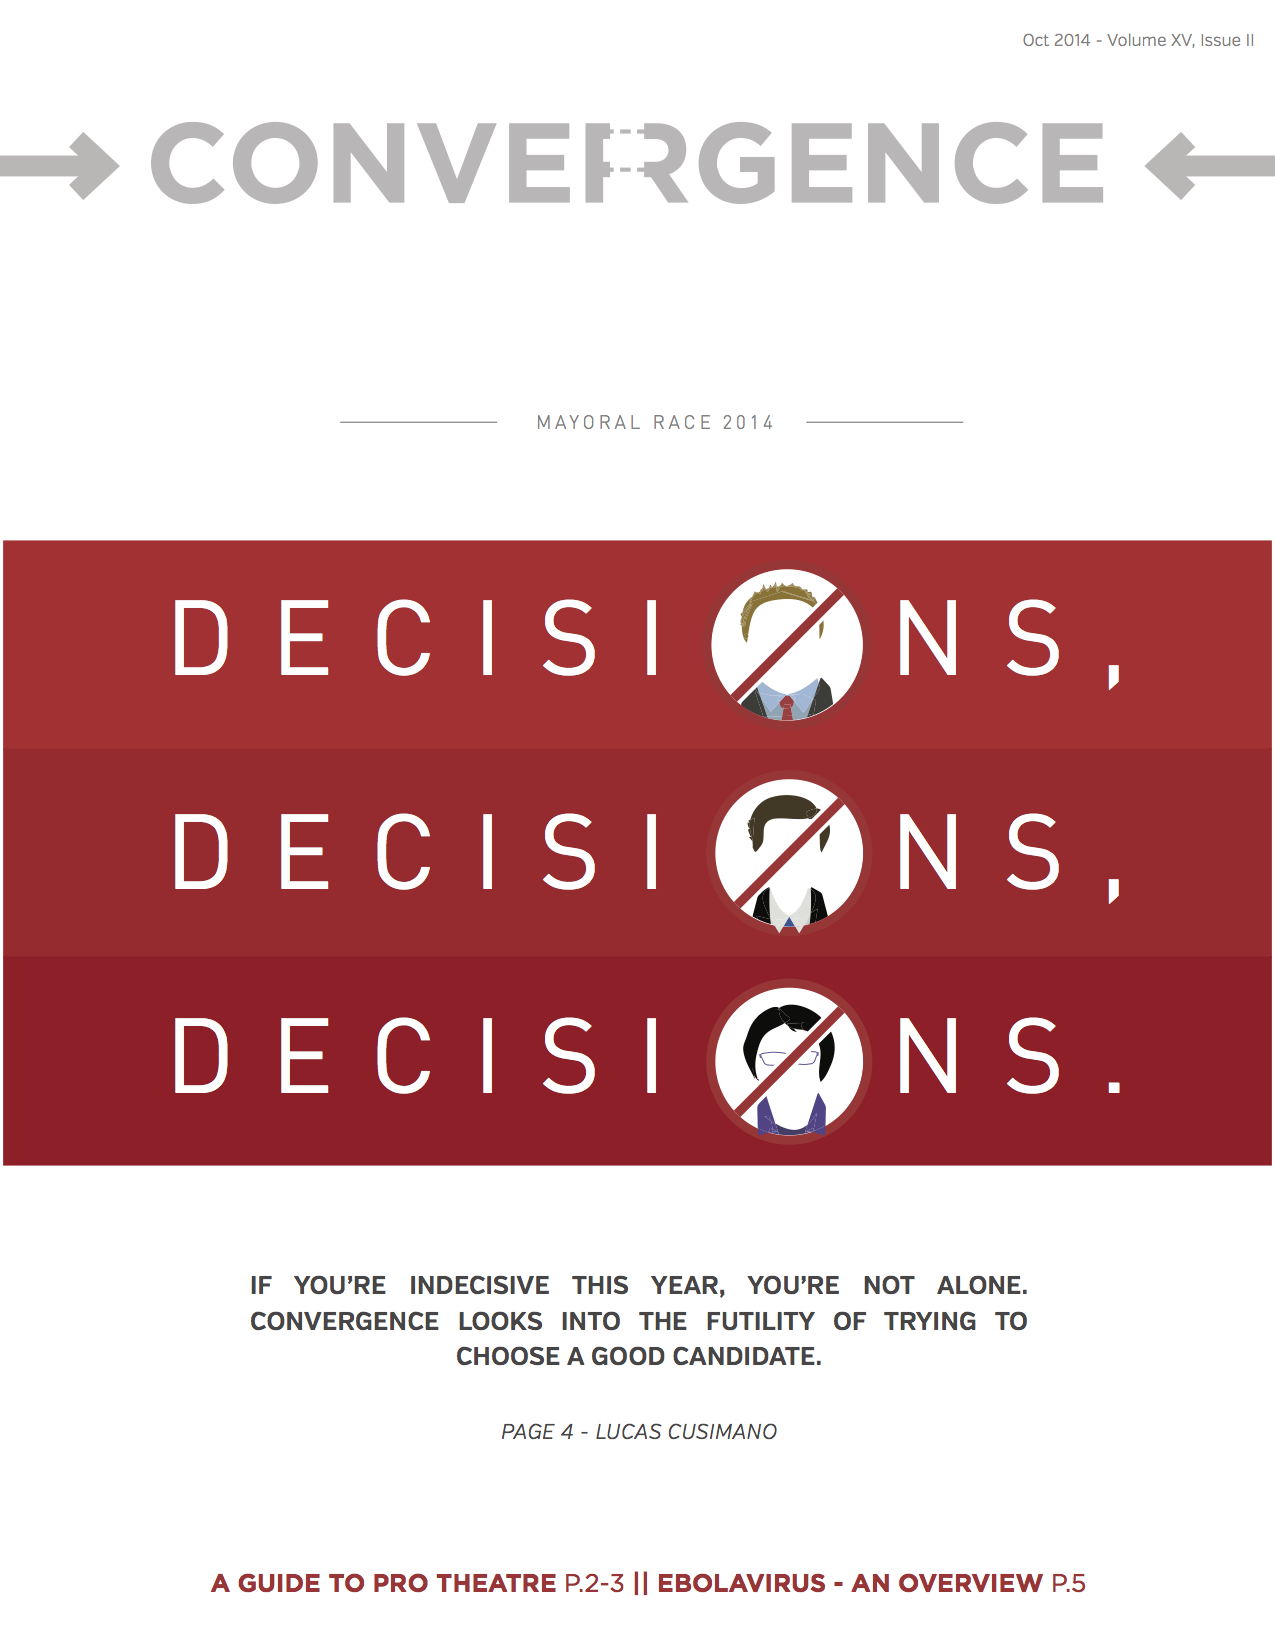 Oct 2014 - Volume XV, Issue II
CONVERGENCE
MAYORAL RACE 2014
DECISIONS,
DECISIONS,
DECISIONS.
IF YOU'RE INDECISIVE THIS YEAR, YOU'RE NOT ALONE.
CONVERGENCE LOOKS INTO THE FUTILITY OF TRYING TO
CHOOSE A GOOD CANDIDATE.
PAGE 4 - LUCAS CUSIMANO
A GUIDE TO PRO THEATRE P.2-3 || EBOLAVIRUS - AN OVERVIEW P.5